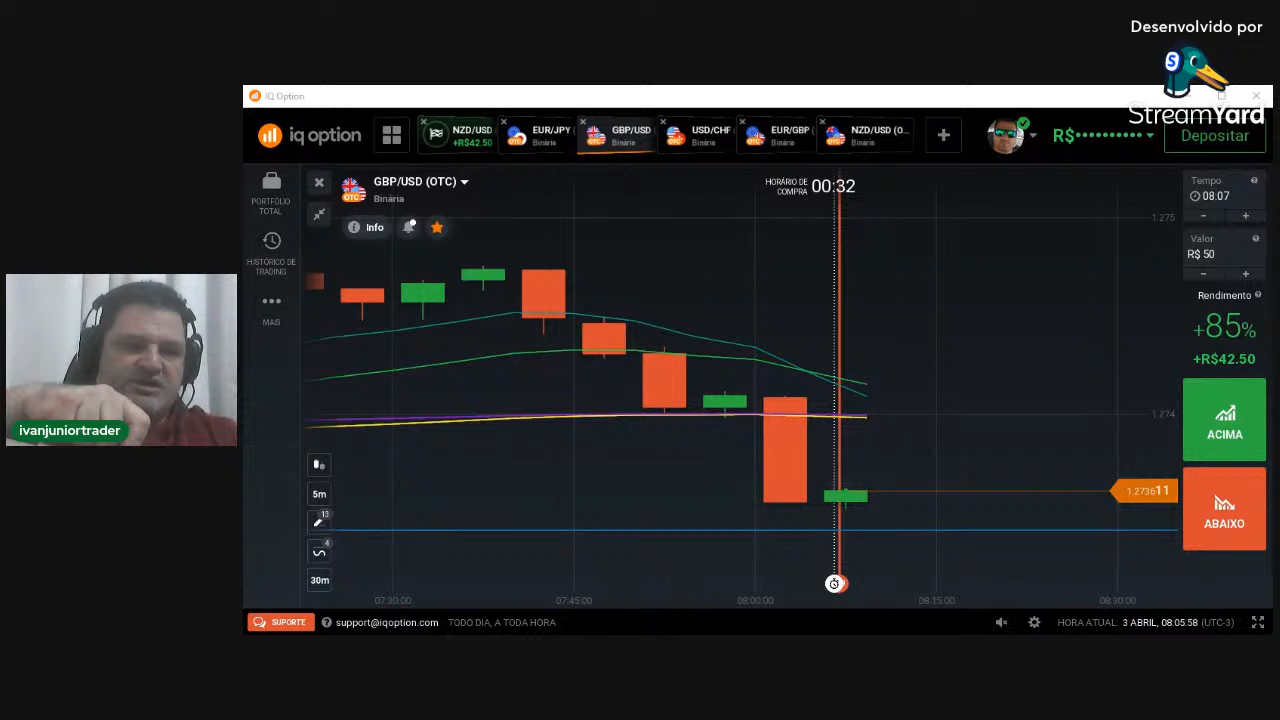 Desenvolvido por
StreamYard
IQ Option
iq option
NZD/USD
+R$42.50
EUR/JPY (
Binária
GBP/USD
Binária
USD/CHF
Binária
EUR/GBP
Binária
NZD/USD (O...
Binária
R$••••••••••
Depositar
PORTFÓLIO
TOTAL
HISTÓRICO DE
TRADING
MAIS
GBP/USD (OTC)
Binária
Info
HORÁRIO DE
COMPRA
00:32
1.275
1.274
1.273611
Tempo
08:07
Valor
R$ 50
Rendimento
+85%
+R$42.50
ACIMA
ABAIXO
ivanjuniortrader
5m
13
4
30m
07:30:00
07:45:00
08:00:00
08:15:00
08:30:00
SUPORTE
support@iqoption.com
TODO DIA, A TODA HORA
HORA ATUAL: 3 ABRIL, 08:05:58 (UTC-3)